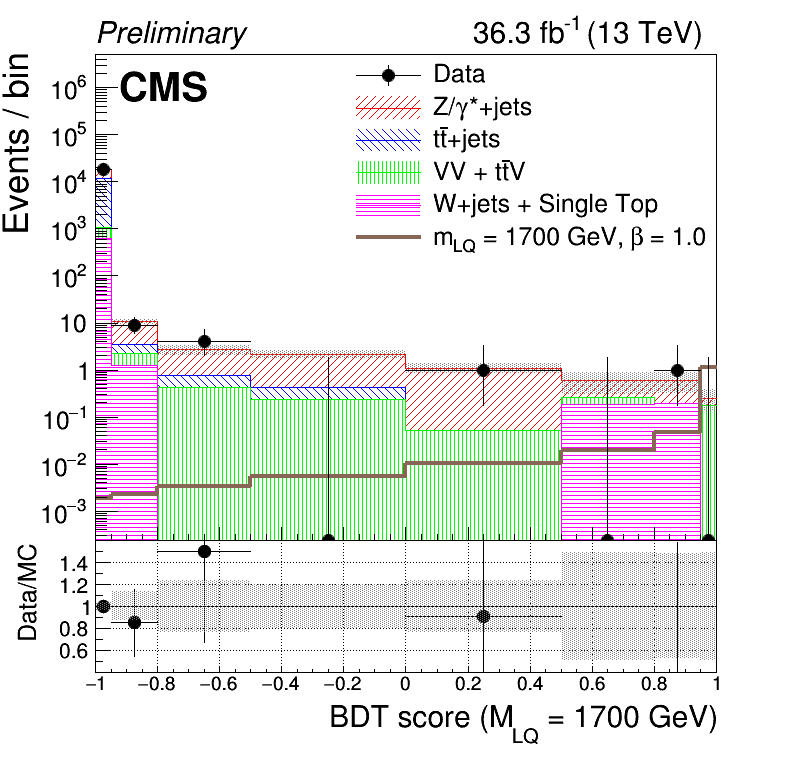 Preliminary 36.3 fb⁻¹ (13 TeV)
CMS
Events / bin
10⁶
10⁵
10⁴
10³
10²
10
1
10⁻¹
10⁻²
10⁻³
Data
Z/γ*+jets
tt̄+jets
VV + tt̄V
W+jets + Single Top
m_LQ = 1700 GeV, β = 1.0
Data/MC
1.4
1.2
1
0.8
0.6
−1 −0.8 −0.6 −0.4 −0.2 0 0.2 0.4 0.6 0.8 1
BDT score (M_LQ = 1700 GeV)